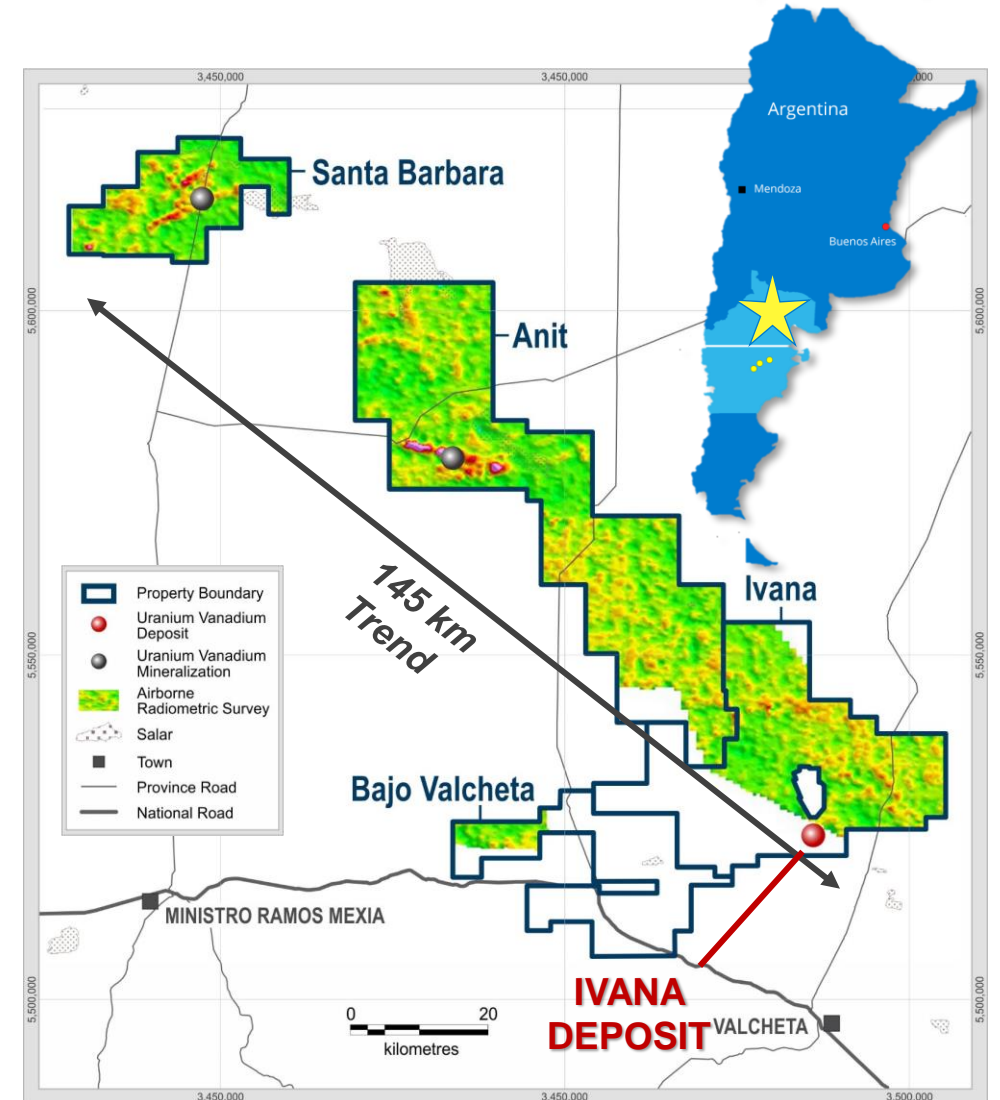 3,450,000
3,450,000
,000
Argentina
Mendoza
Buenos Aires
Santa Barbara
5,600,000
5,600,000
Anit
145 km
Trend
Ivana
Property Boundary
Uranium Vanadium
Deposit
Uranium Vanadium
Mineralization
Airborne
Radiometric Survey
Salar
Town
Province Road
National Road
5,550,000
5,550,000
Bajo Valcheta
MINISTRO RAMOS MEXIA
IVANA
DEPOSIT
VALCHETA
0 20
kilometres
5,500,000
5,500,000
3,450,000
3,450,000
3,500,000